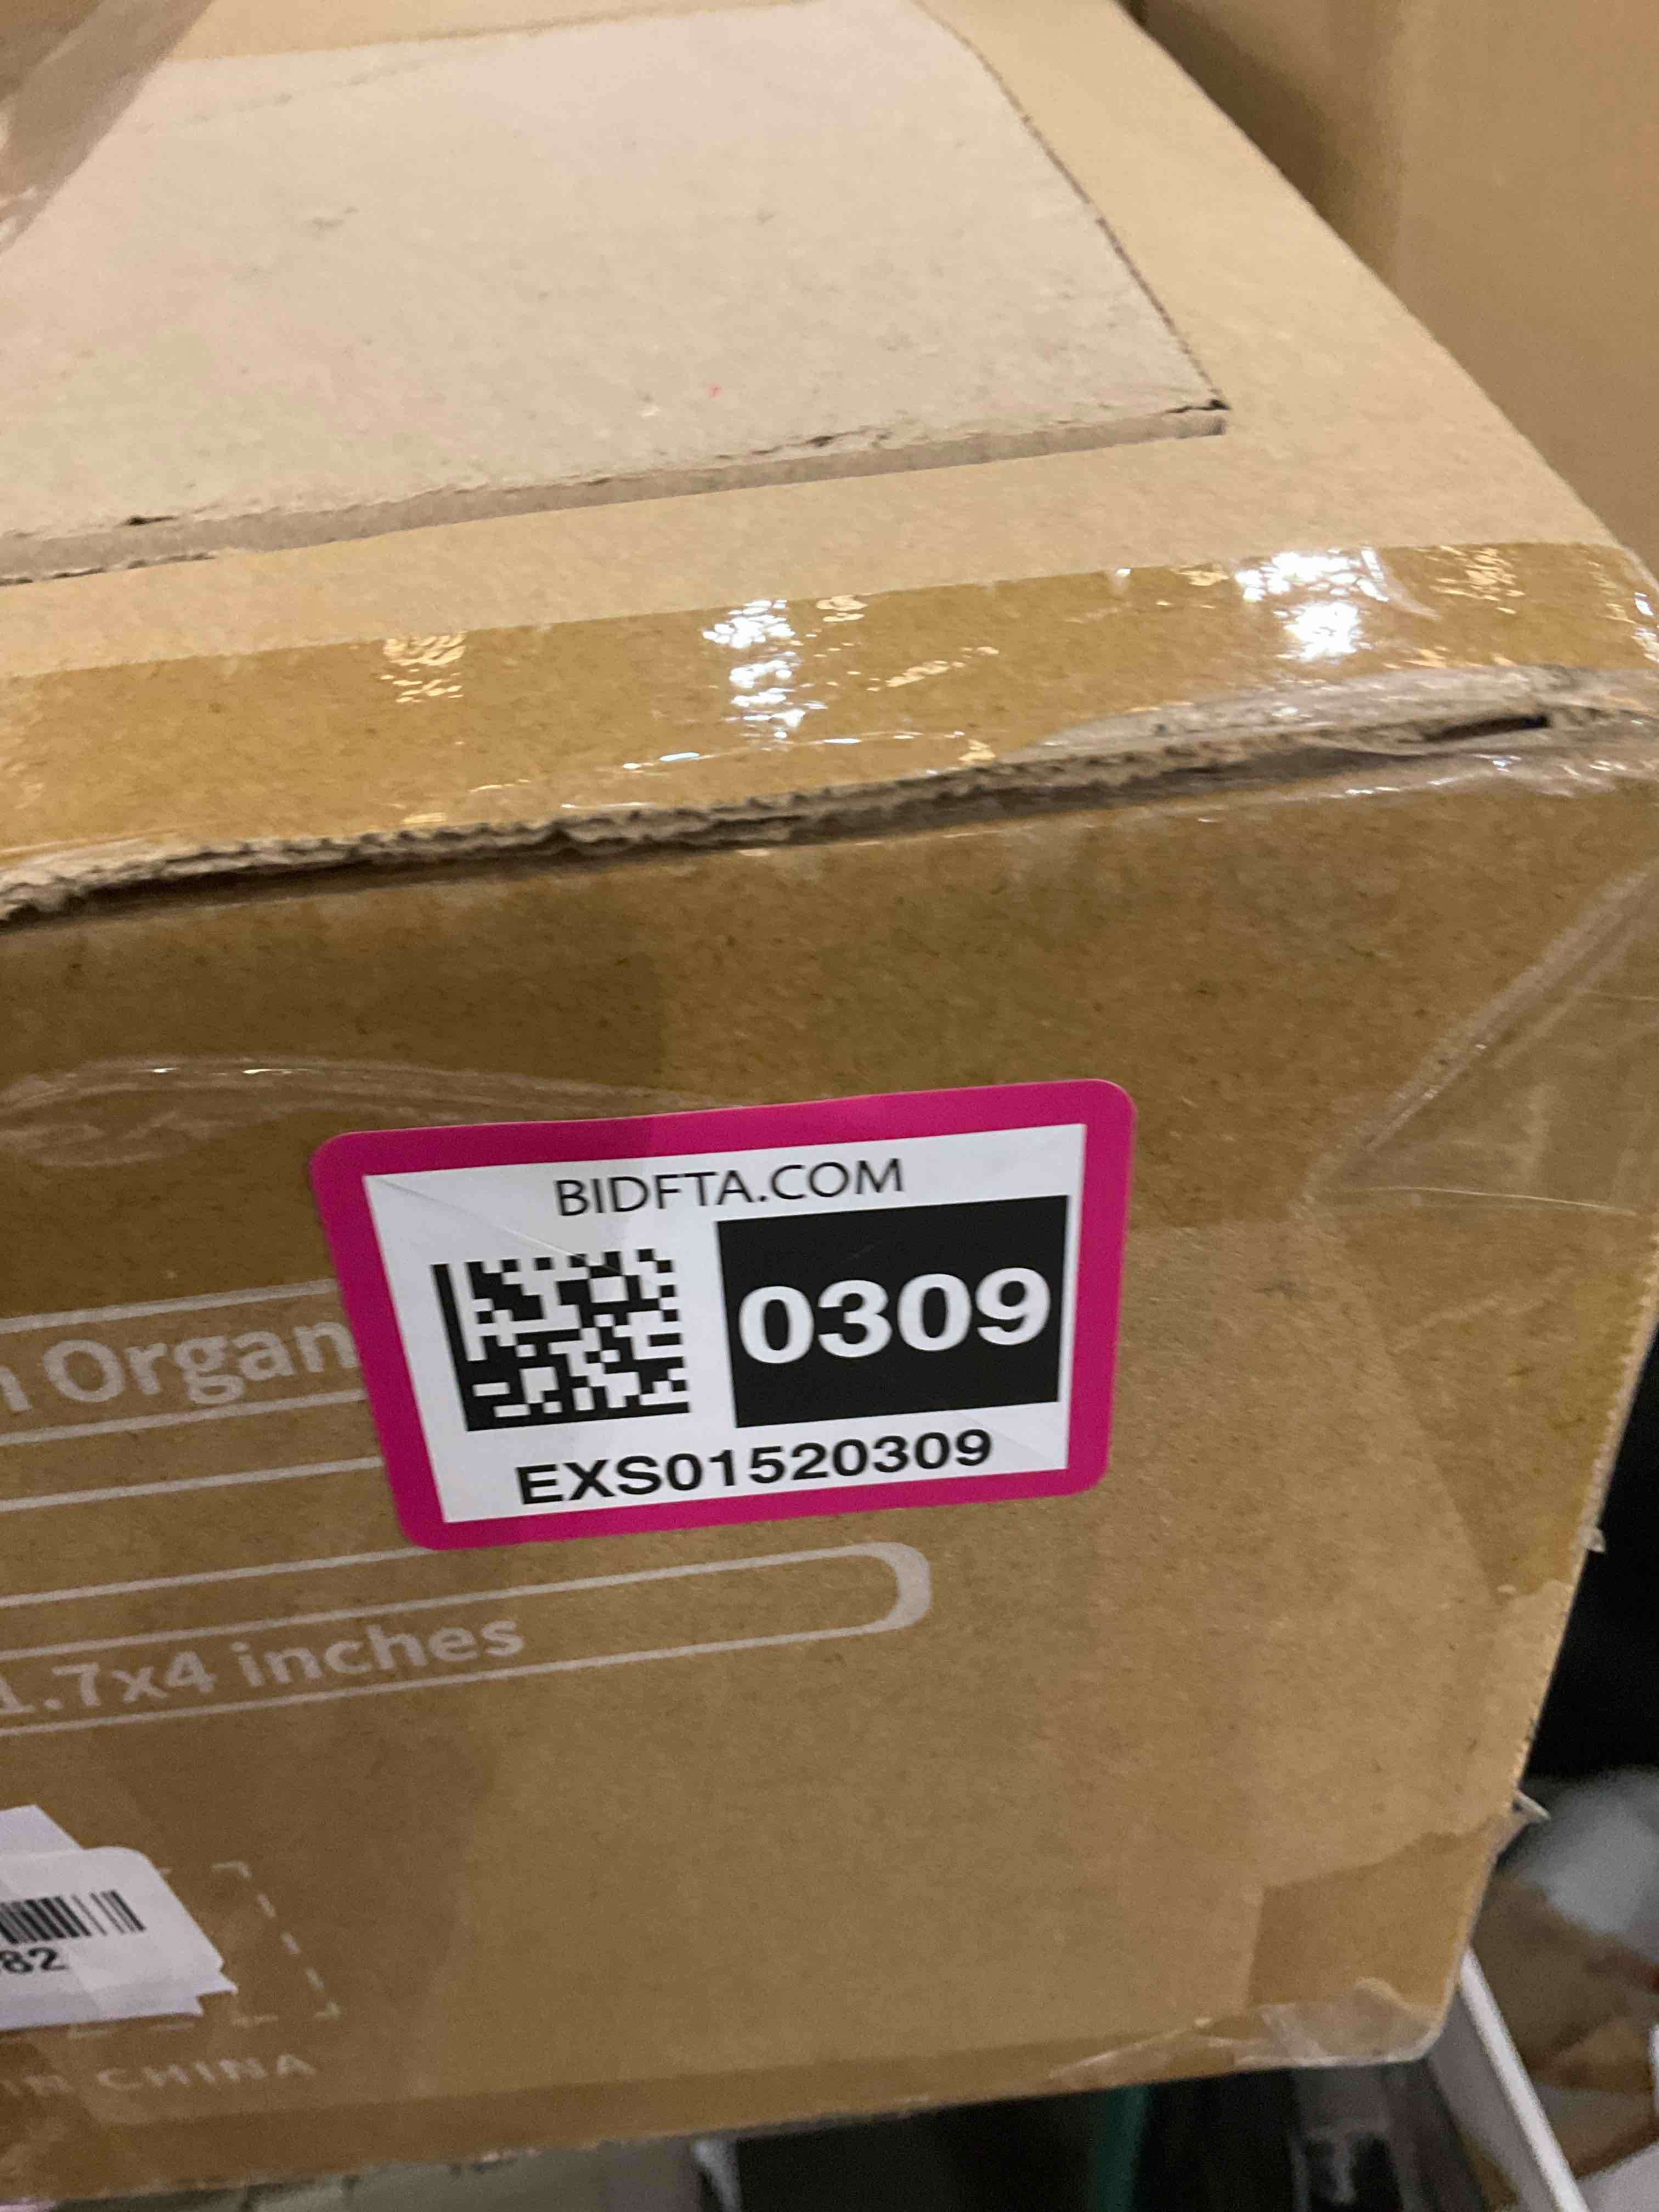 BIDFTA.COM
0309
EXS01520309
Organ
1.7x4 inches
82
CHINA